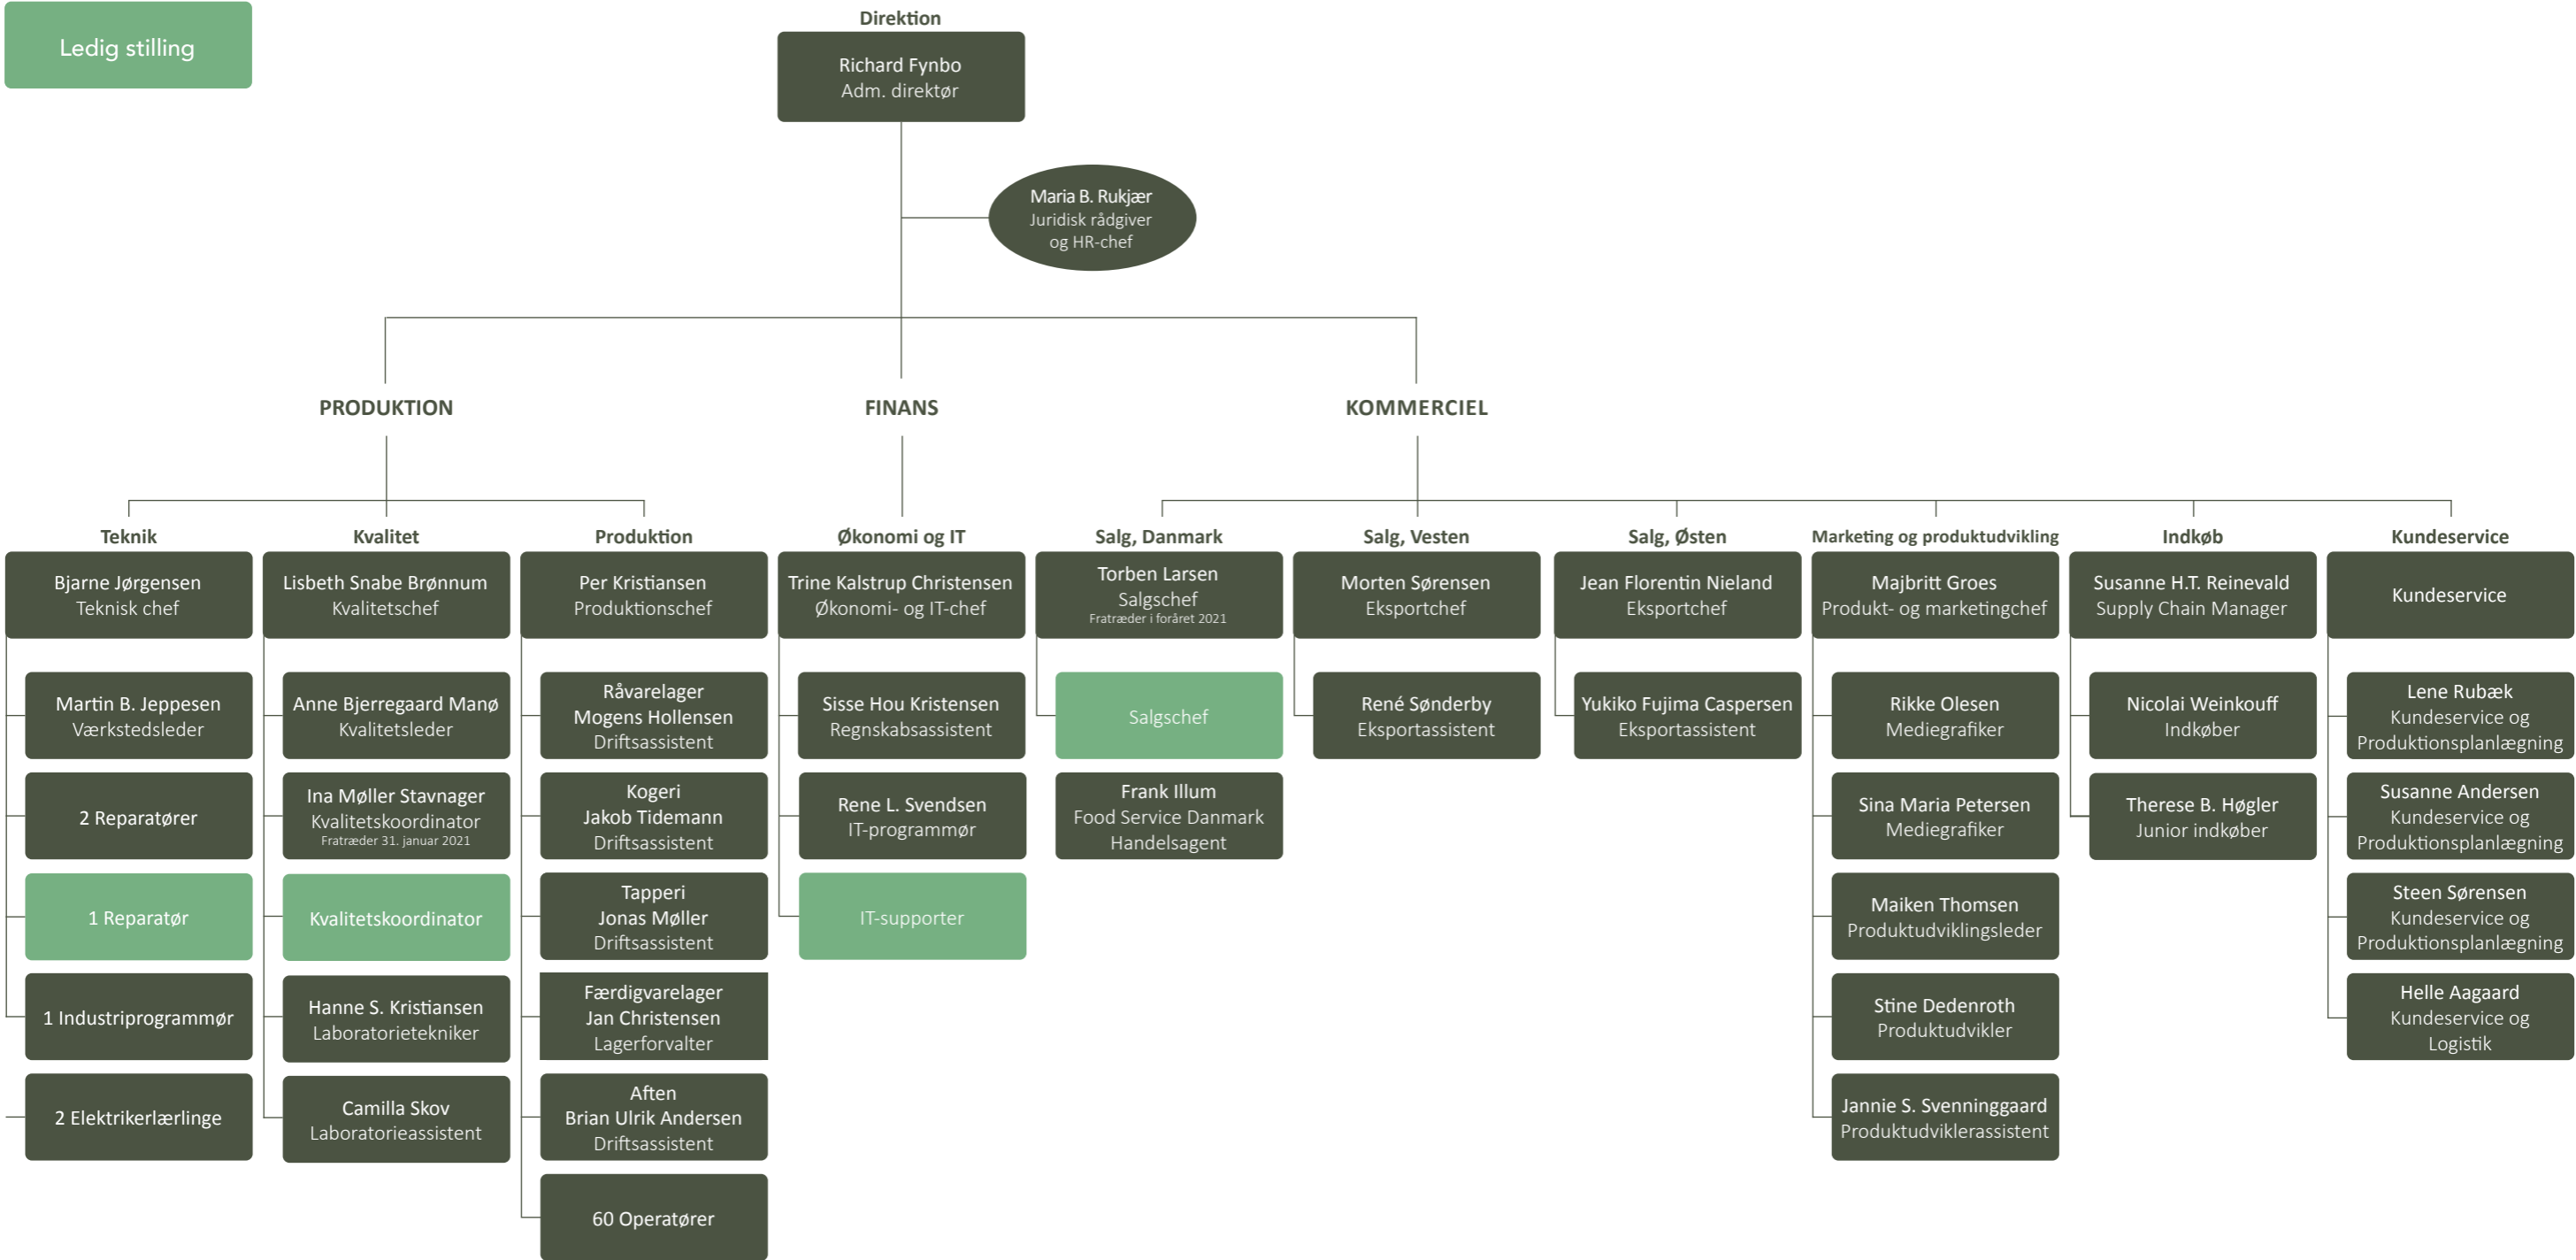 Ledig stilling
Direktion
Richard Fynbo
Adm. direktør
Maria B. Rukjær
Juridisk rådgiver
og HR-chef
PRODUKTION
FINANS
KOMMERCIEL
Teknik
Bjarne Jørgensen
Teknisk chef
Martin B. Jeppesen
Værkstedsleder
2 Reparatører
1 Reparatør
1 Industriprogrammør
2 Elektrikerlærlinge
Kvalitet
Lisbeth Snabe Brønnum
Kvalitetschef
Anne Bjerregaard Manø
Kvalitetsleder
Ina Møller Stavnager
Kvalitetskoordinator
Fratræder 31. januar 2021
Kvalitetskoordinator
Hanne S. Kristiansen
Laboratorietekniker
Camilla Skov
Laboratorieassistent
Produktion
Per Kristiansen
Produktionschef
Råvarelager
Mogens Hollensen
Driftsassistent
Kogeri
Jakob Tidemann
Driftsassistent
Tapperi
Jonas Møller
Driftsassistent
Færdigvarelager
Jan Christensen
Lagerforvalter
Aften
Brian Ulrik Andersen
Driftsassistent
60 Operatører
Økonomi og IT
Trine Kalstrup Christensen
Økonomi- og IT-chef
Sisse Hou Kristensen
Regnskabsassistent
Rene L. Svendsen
IT-programmør
IT-supporter
Salg, Danmark
Torben Larsen
Salgschef
Fratræder i foråret 2021
Salgschef
Frank Illum
Food Service Danmark
Handelsagent
Salg, Vesten
Morten Sørensen
Eksportchef
René Sønderby
Eksportassistent
Salg, Østen
Jean Florentin Nieland
Eksportchef
Yukiko Fujima Caspersen
Eksportassistent
Marketing og produktudvikling
Majbritt Groes
Produkt- og marketingchef
Rikke Olesen
Mediegrafiker
Sina Maria Petersen
Mediegrafiker
Maiken Thomsen
Produktudviklingsleder
Stine Dedenroth
Produktudvikler
Jannie S. Svenninggaard
Produktudviklerassistent
Indkøb
Susanne H.T. Reinevald
Supply Chain Manager
Nicolai Weinkouff
Indkøber
Therese B. Høgler
Junior indkøber
Kundeservice
Kundeservice
Lene Rubæk
Kundeservice og
Produktionsplanlægning
Susanne Andersen
Kundeservice og
Produktionsplanlægning
Steen Sørensen
Kundeservice og
Produktionsplanlægning
Helle Aagaard
Kundeservice og
Logistik